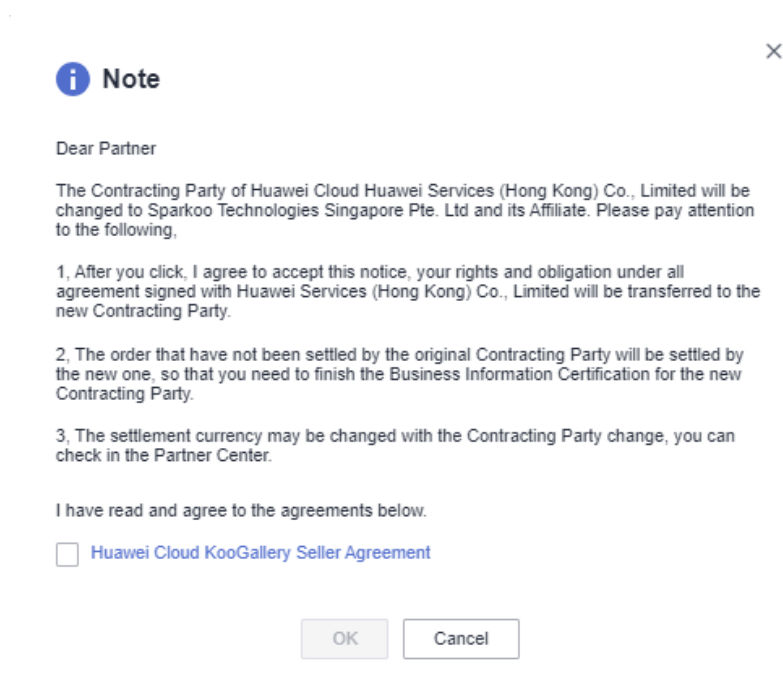 Note
Dear Partner
The Contracting Party of Huawei Cloud Huawei Services (Hong Kong) Co., Limited will be
changed to Sparkoo Technologies Singapore Pte. Ltd and its Affiliate. Please pay attention
to the following,
1, After you click, I agree to accept this notice, your rights and obligation under all
agreement signed with Huawei Services (Hong Kong) Co., Limited will be transferred to the
new Contracting Party.
2, The order that have not been settled by the original Contracting Party will be settled by
the new one, so that you need to finish the Business Information Certification for the new
Contracting Party.
3, The settlement currency may be changed with the Contracting Party change, you can
check in the Partner Center.
I have read and agree to the agreements below.
Huawei Cloud KooGallery Seller Agreement
OK Cancel